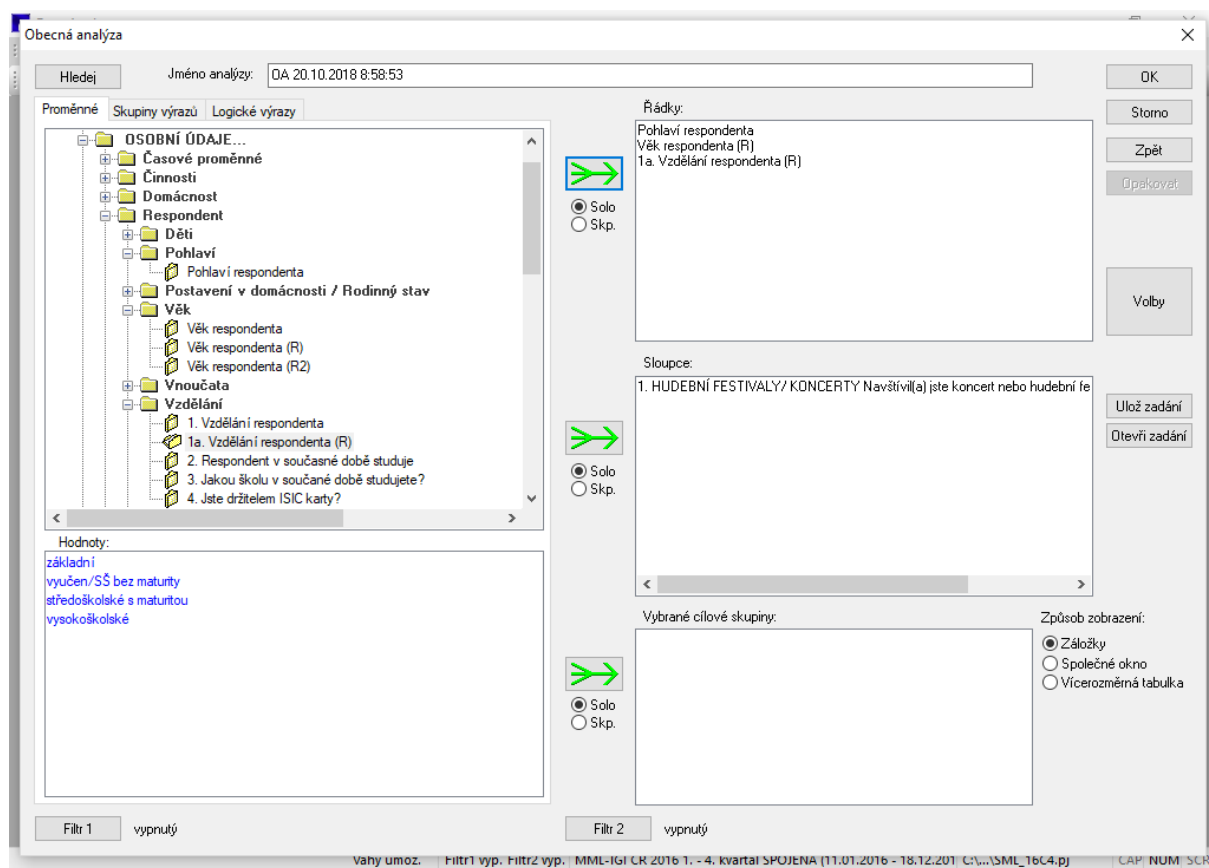 Obecná analýza
Hledej
Jméno analýzy:
OA 20.10.2018 8:58:53
OK
Proměnné
Skupiny výrazů
Logické výrazy
Řádky:
Storno
Zpět
Opakovat
OSOBNÍ ÚDAJE...
Časové proměnné
Činnosti
Domácnost
Respondent
Děti
Pohlaví
Pohlaví respondenta
Postavení v domácnosti / Rodinný stav
Věk
Věk respondenta
Věk respondenta (R)
Věk respondenta (R2)
Vnoučata
Vzdělání
1. Vzdělání respondenta
1a. Vzdělání respondenta (R)
2. Respondent v současné době studuje
3. Jakou školu v součané době studujete?
4. Jste držitelem ISIC karty?
Solo
Skp.
Pohlaví respondenta
Věk respondenta (R)
1a. Vzdělání respondenta (R)
Volby
Sloupce:
1. HUDEBNÍ FESTIVALY/ KONCERTY Navštívil(a) jste koncert nebo hudební fe
Solo
Skp.
Ulož zadání
Otevři zadání
Hodnoty:
základní
vyučen/SŠ bez maturity
středoškolské s maturitou
vysokoškolské
Vybrané cílové skupiny:
Solo
Skp.
Způsob zobrazení:
Záložky
Společné okno
Vícerozměrná tabulka
Filtr 1
vypnutý
Filtr 2
vypnutý
Váhy umož.
Filtr1 vyp. Filtr2 vyp.
MML-TGI ČR 2016 1. - 4. kvartál SPOJENÁ (11.01.2016 - 18.12.201
C:\...\SML_16C4.pj
CAP NUM SCR